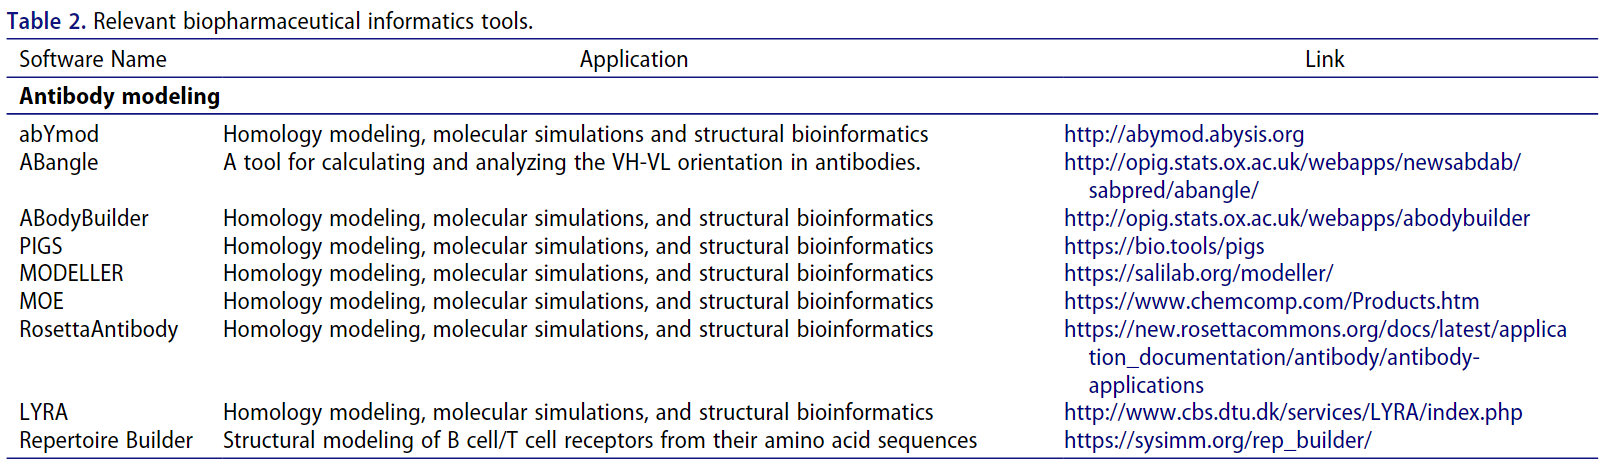 Table 2. Relevant biopharmaceutical informatics tools.
Software Name Application Link
Antibody modeling
abYmod Homology modeling, molecular simulations and structural bioinformatics http://abymod.abysis.org
ABangle A tool for calculating and analyzing the VH-VL orientation in antibodies. http://opig.stats.ox.ac.uk/webapps/newsabdab/
sabpred/abangle/
ABodyBuilder Homology modeling, molecular simulations, and structural bioinformatics http://opig.stats.ox.ac.uk/webapps/abodybuilder
PIGS Homology modeling, molecular simulations, and structural bioinformatics https://bio.tools/pigs
MODELLER Homology modeling, molecular simulations, and structural bioinformatics https://salilab.org/modeller/
MOE Homology modeling, molecular simulations, and structural bioinformatics https://www.chemcomp.com/Products.htm
RosettaAntibody Homology modeling, molecular simulations, and structural bioinformatics https://new.rosettacommons.org/docs/latest/applica
tion_documentation/antibody/antibody-
applications
LYRA Homology modeling, molecular simulations, and structural bioinformatics http://www.cbs.dtu.dk/services/LYRA/index.php
Repertoire Builder Structural modeling of B cell/T cell receptors from their amino acid sequences https://sysimm.org/rep_builder/